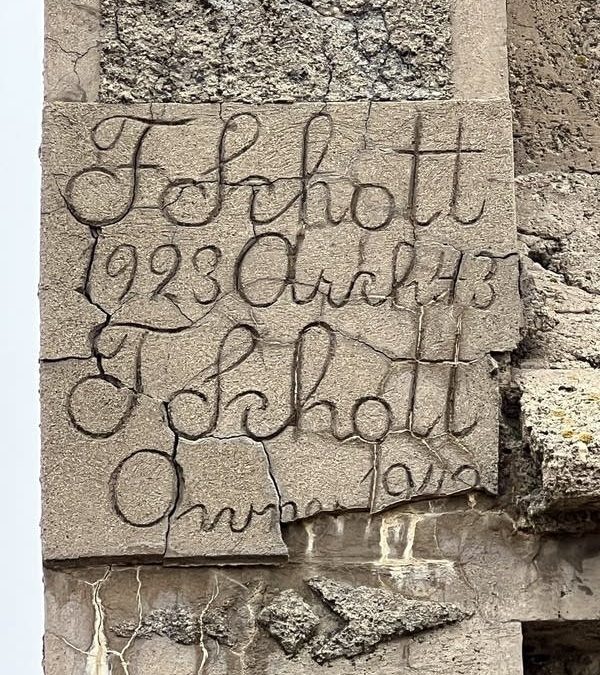 F Schott
1923 Arch 43
F Schott
Owner